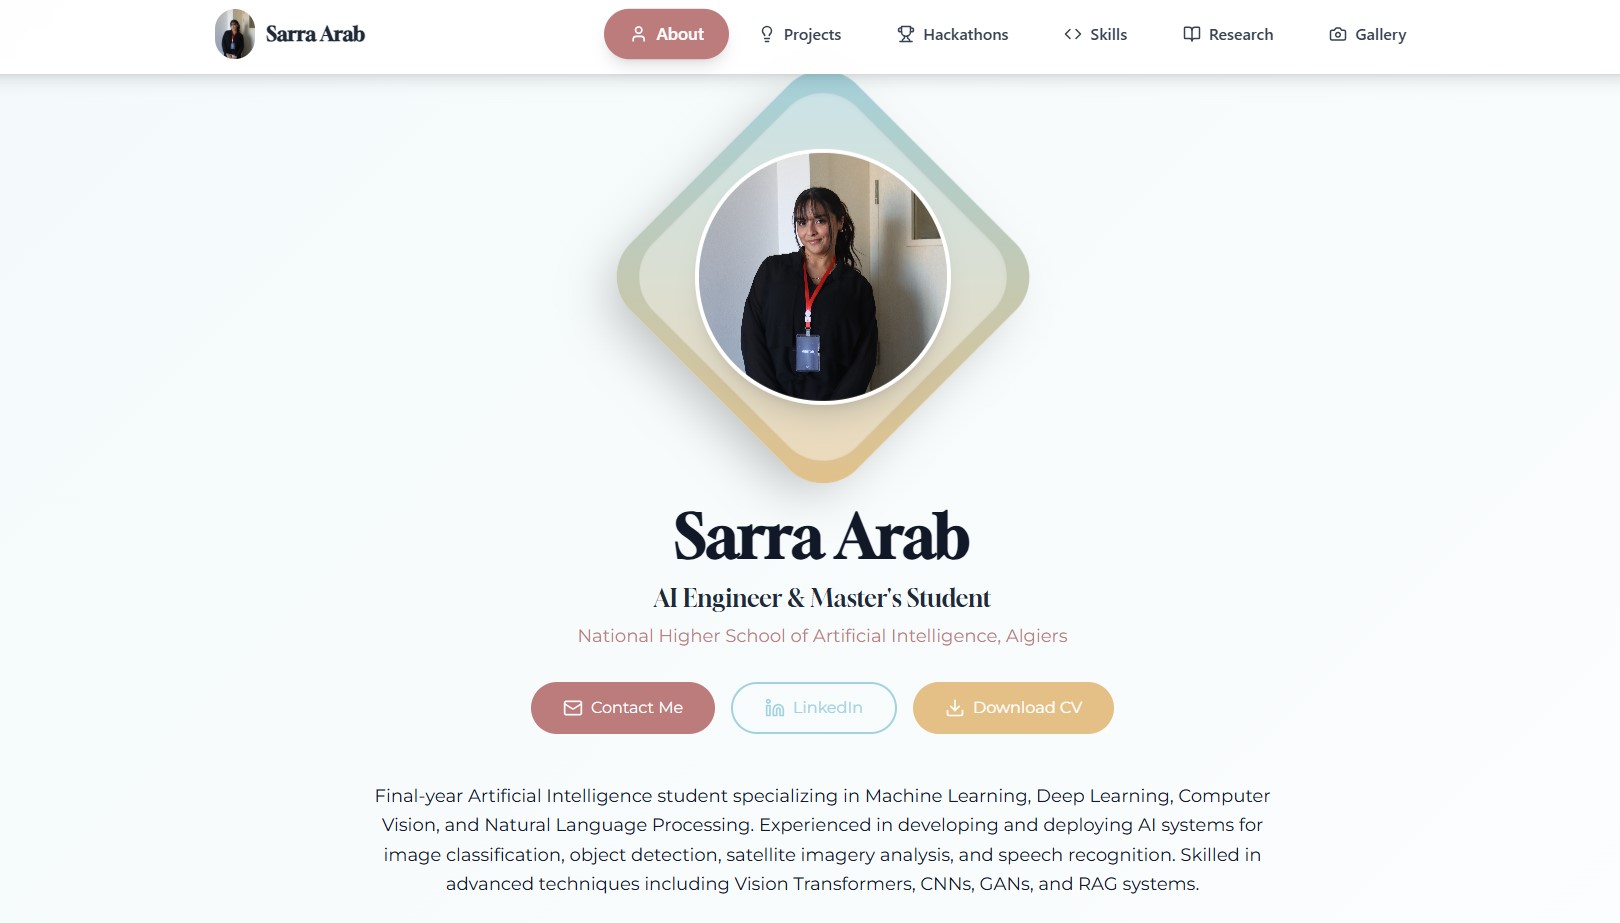 Sarra Arab
About
Projects
Hackathons
Skills
Research
Gallery
Sarra Arab
AI Engineer & Master's Student
National Higher School of Artificial Intelligence, Algiers
Contact Me
LinkedIn
Download CV
Final-year Artificial Intelligence student specializing in Machine Learning, Deep Learning, Computer
Vision, and Natural Language Processing. Experienced in developing and deploying AI systems for
image classification, object detection, satellite imagery analysis, and speech recognition. Skilled in
advanced techniques including Vision Transformers, CNNs, GANs, and RAG systems.